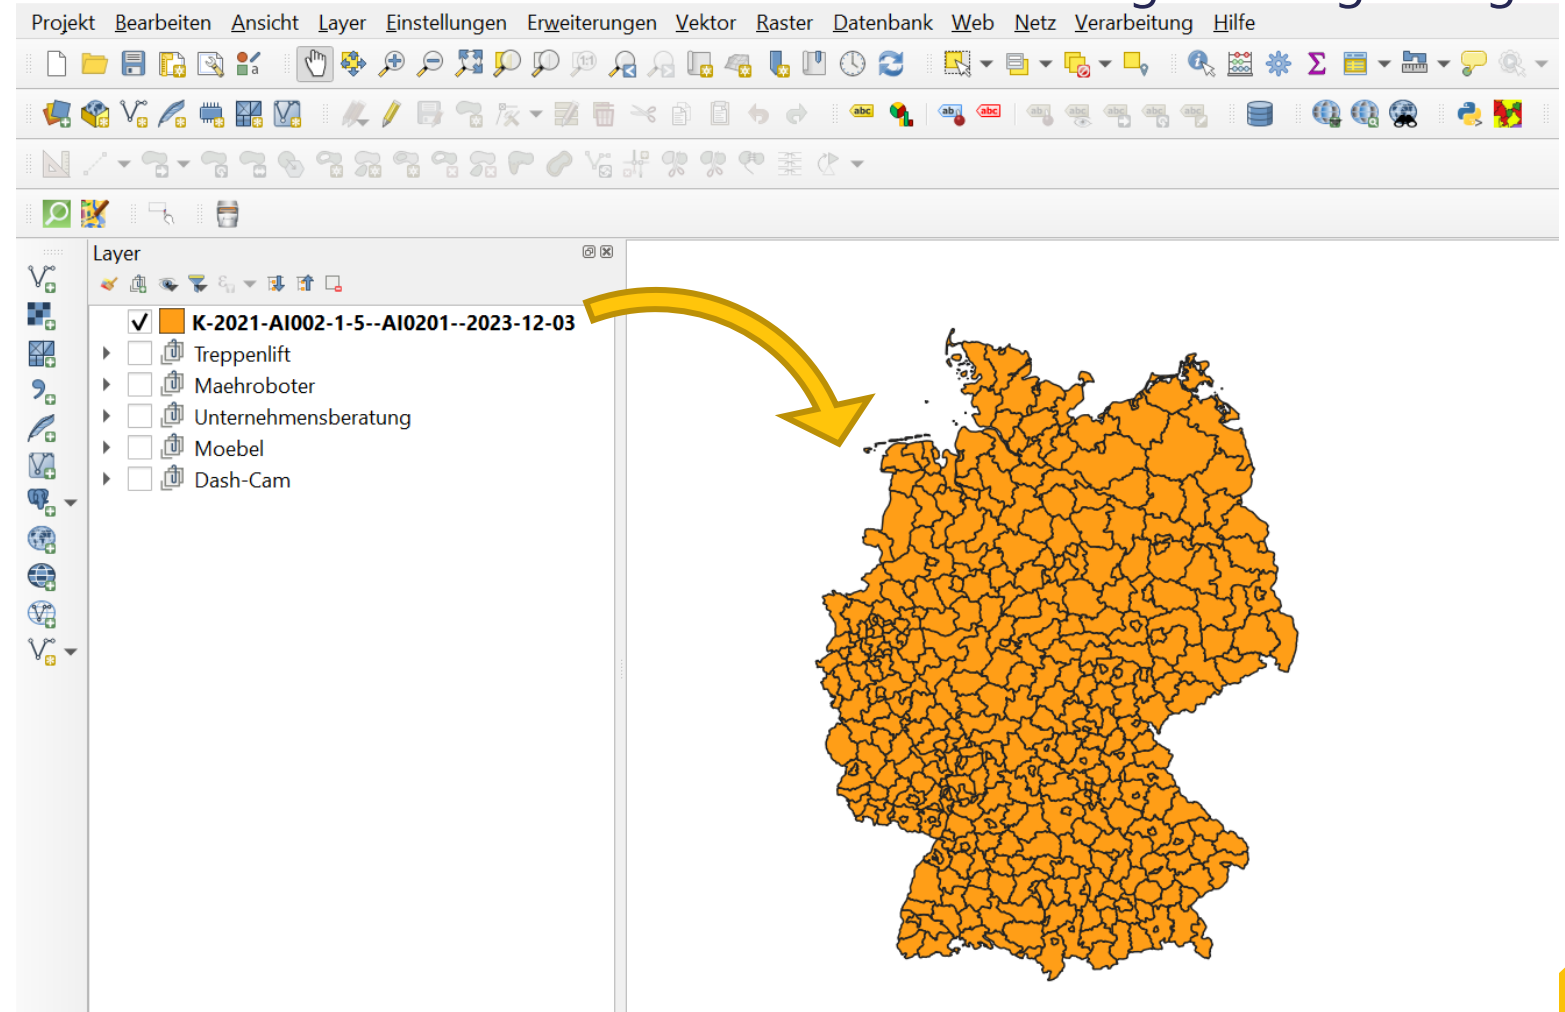 Projekt Bearbeiten Ansicht Layer Einstellungen Erweiterungen Vektor Raster Datenbank Web Netz Verarbeitung Hilfe
Layer
K-2021-AI002-1-5--AI0201--2023-12-03
Treppenlift
Maehroboter
Unternehmensberatung
Moebel
Dash-Cam